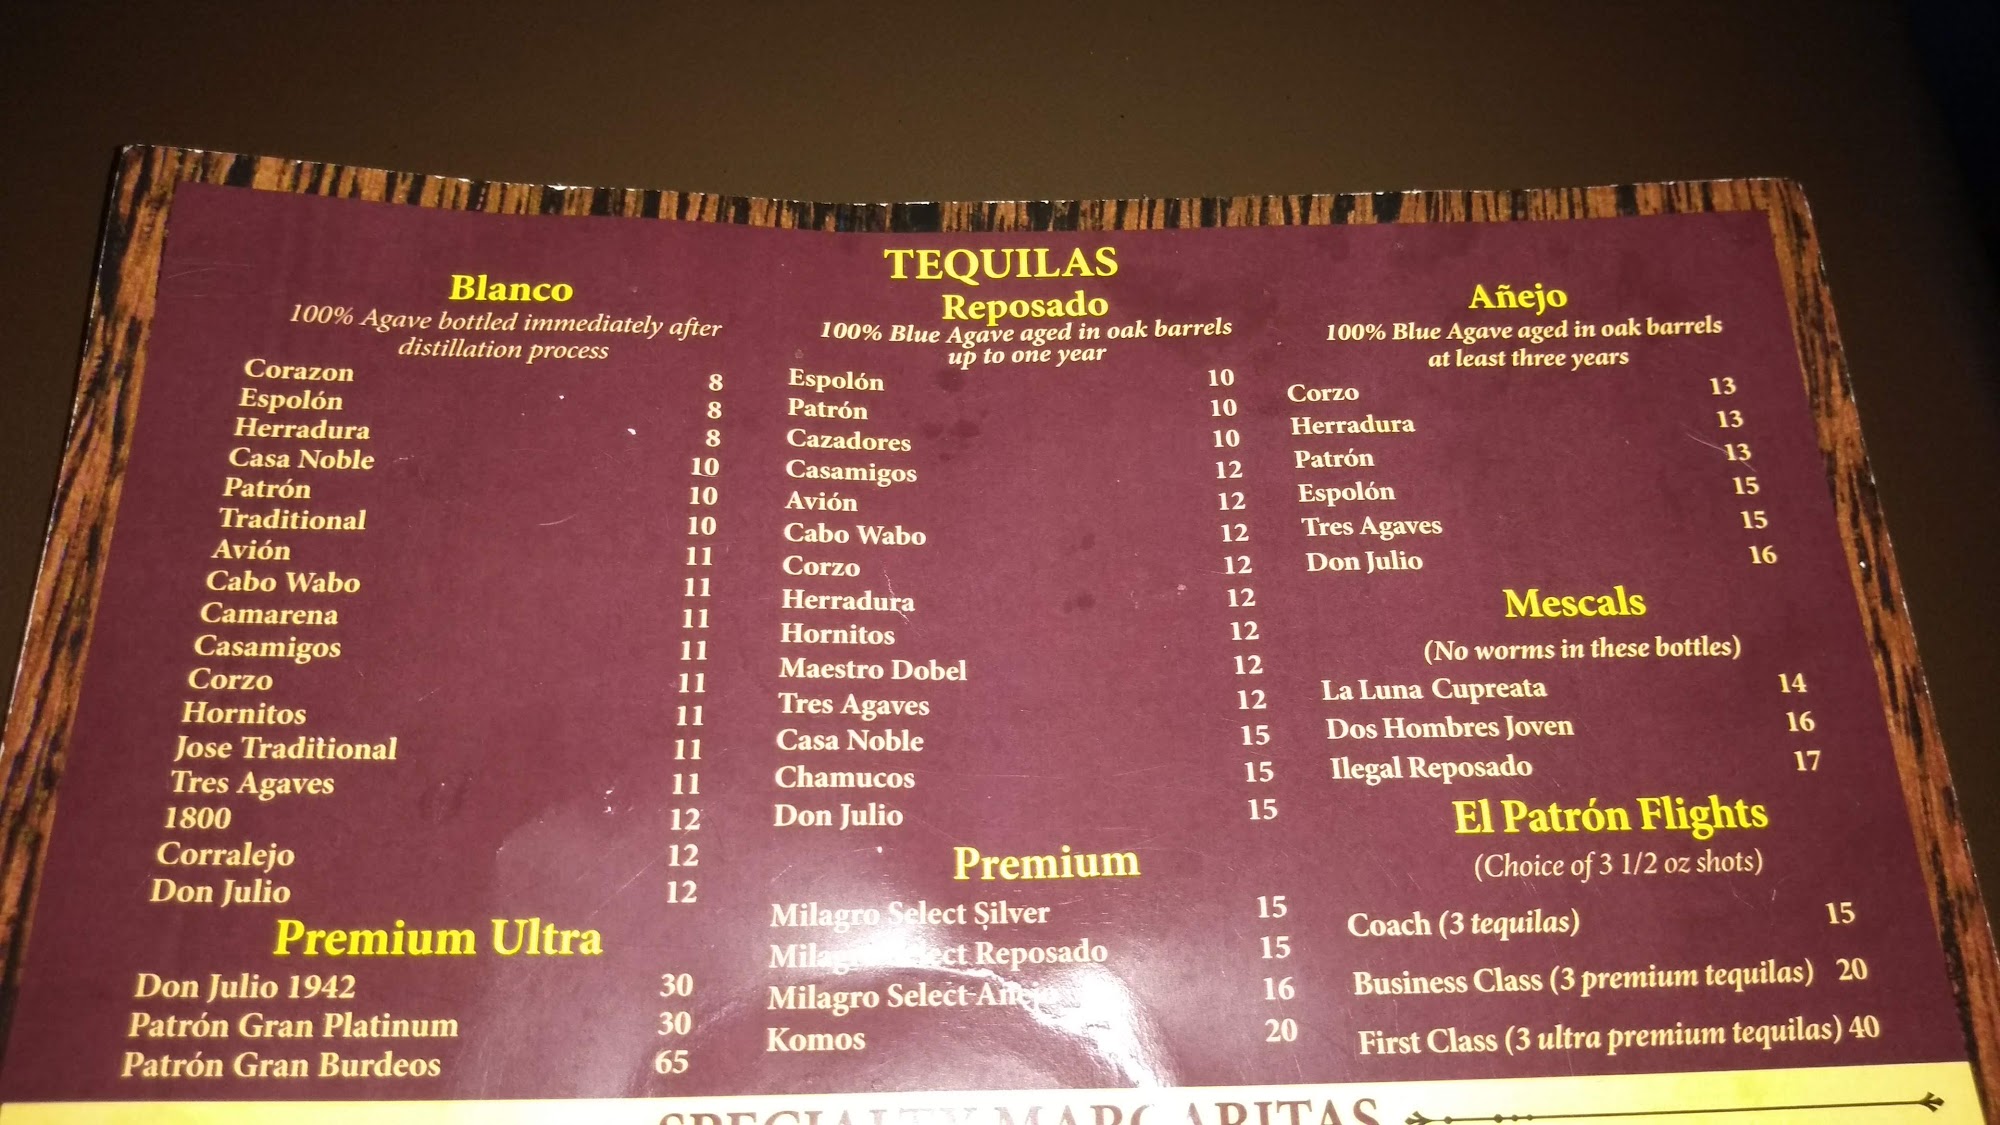 TEQUILAS
Blanco
100% Agave bottled immediately after
distillation process
Corazon 8
Espolón 8
Herradura 8
Casa Noble 10
Patrón 10
Traditional 10
Avión 11
Cabo Wabo 11
Camarena 11
Casamigos 11
Corzo 11
Hornitos 11
Jose Traditional 11
Tres Agaves 11
1800 12
Corralejo 12
Don Julio 12
Premium Ultra
Don Julio 1942 30
Patrón Gran Platinum 30
Patrón Gran Burdeos 65
Reposado
100% Blue Agave aged in oak barrels
up to one year
Espolón 10
Patrón 10
Cazadores 10
Casamigos 12
Avión 12
Cabo Wabo 12
Corzo 12
Herradura 12
Hornitos 12
Maestro Dobel 12
Tres Agaves 12
Casa Noble 15
Chamucos 15
Don Julio 15
Premium
Milagro Select Silver 15
Milagro Select Reposado 15
Milagro Select Anejo 16
Komos 20
Añejo
100% Blue Agave aged in oak barrels
at least three years
Corzo 13
Herradura 13
Patrón 13
Espolón 15
Tres Agaves 15
Don Julio 16
Mescals
(No worms in these bottles)
La Luna Cupreata 14
Dos Hombres Joven 16
Ilegal Reposado 17
El Patrón Flights
(Choice of 3 1/2 oz shots)
Coach (3 tequilas) 15
Business Class (3 premium tequilas) 20
First Class (3 ultra premium tequilas) 40
SPECIALTY MARGARITAS